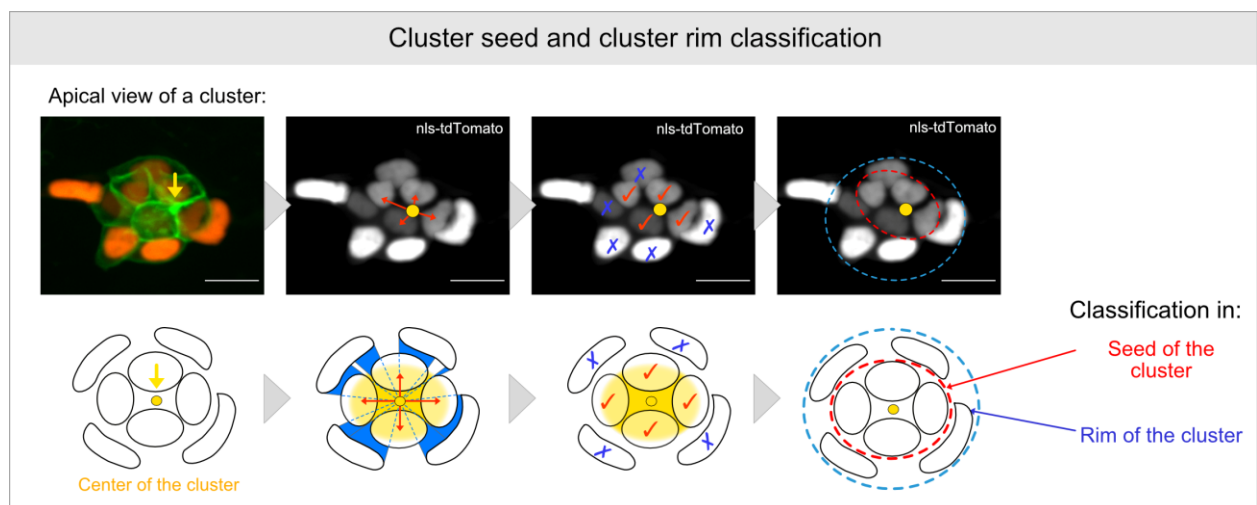 Cluster seed and cluster rim classification
Apical view of a cluster:
nls-tdTomato
nls-tdTomato
nls-tdTomato
Classification in:
Seed of the
cluster
Rim of the cluster
Center of the cluster